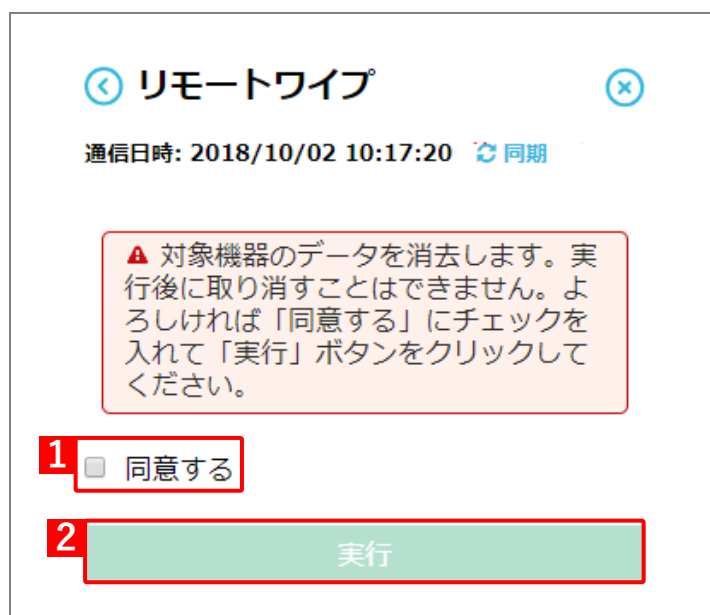 リモートワイプ
通信日時: 2018/10/02 10:17:20 同期
対象機器のデータを消去します。実
行後に取り消すことはできません。よ
ろしければ「同意する」にチェックを
入れて「実行」ボタンをクリックして
ください。
1 同意する
2 実行